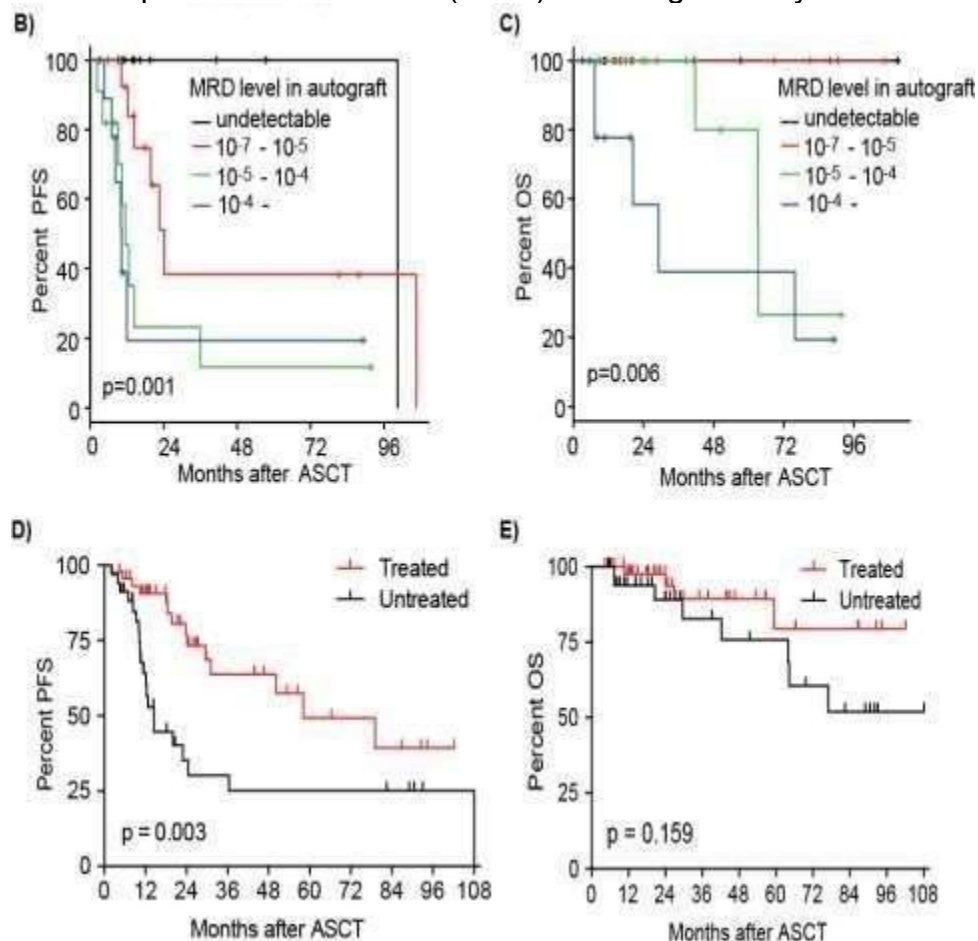 B)
100
80
60
40
20
0
Percent PFS
MRD level in autograft
undetectable
10-7 - 10-5
10-5 - 10-4
10-4 -
p=0.001
0 24 48 72 96
Months after ASCT
C)
100
80
60
40
20
0
Percent OS
MRD level in autograft
undetectable
10-7 - 10-5
10-5 - 10-4
10-4 -
p=0.006
0 24 48 72 96
Months after ASCT
D)
100
75
50
25
0
Percent PFS
Treated
Untreated
p = 0.003
0 12 24 36 48 60 72 84 96 108
Months after ASCT
E)
100
75
50
25
0
Percent OS
Treated
Untreated
p = 0.159
0 12 24 36 48 60 72 84 96 108
Months after ASCT